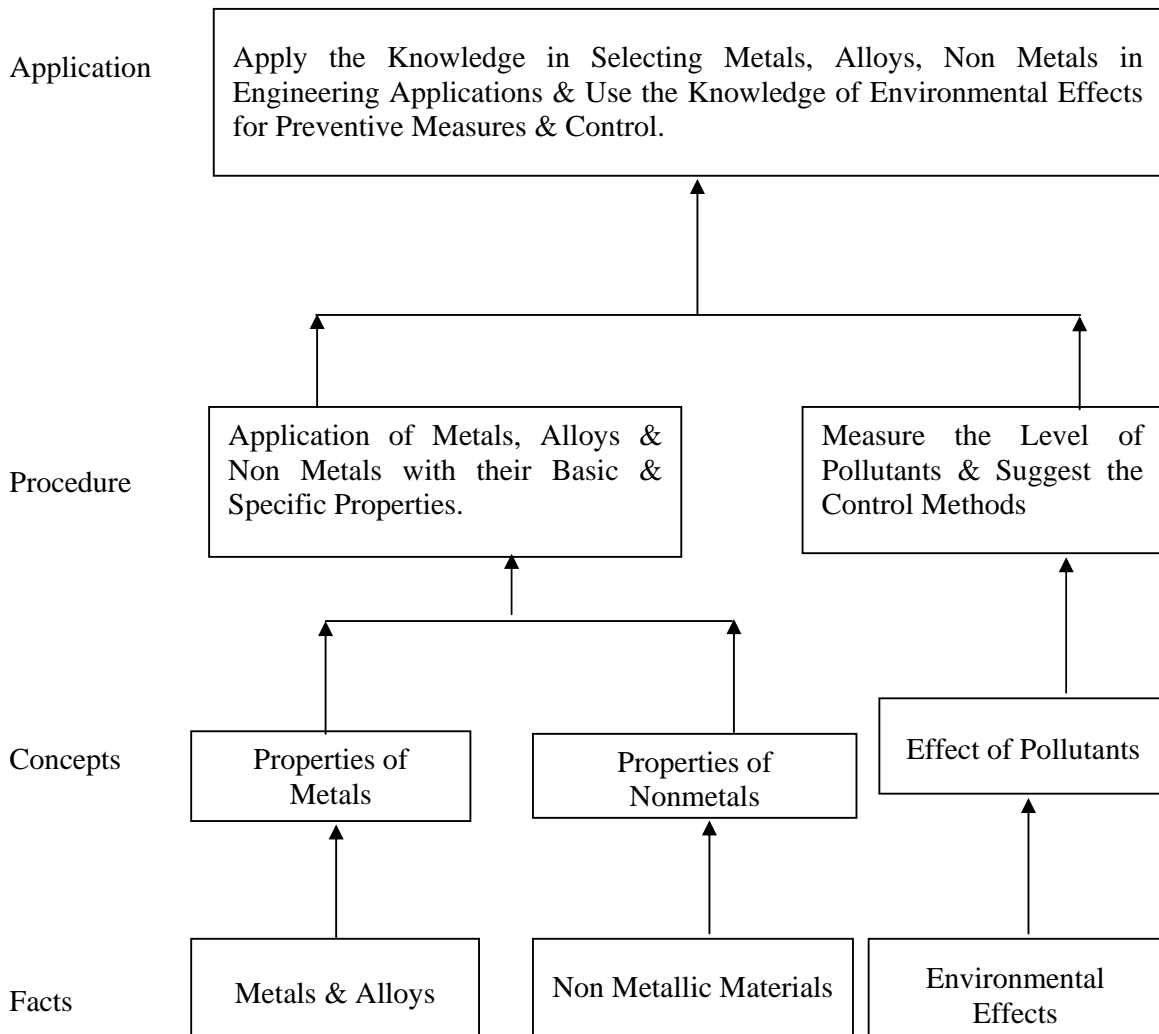 Application
Apply the Knowledge in Selecting Metals, Alloys, Non Metals in
Engineering Applications & Use the Knowledge of Environmental Effects
for Preventive Measures & Control.
Procedure
Application of Metals, Alloys &
Non Metals with their Basic &
Specific Properties.
Measure the Level of
Pollutants & Suggest the
Control Methods
Concepts
Properties of
Metals
Properties of
Nonmetals
Effect of Pollutants
Facts
Metals & Alloys
Non Metallic Materials
Environmental
Effects